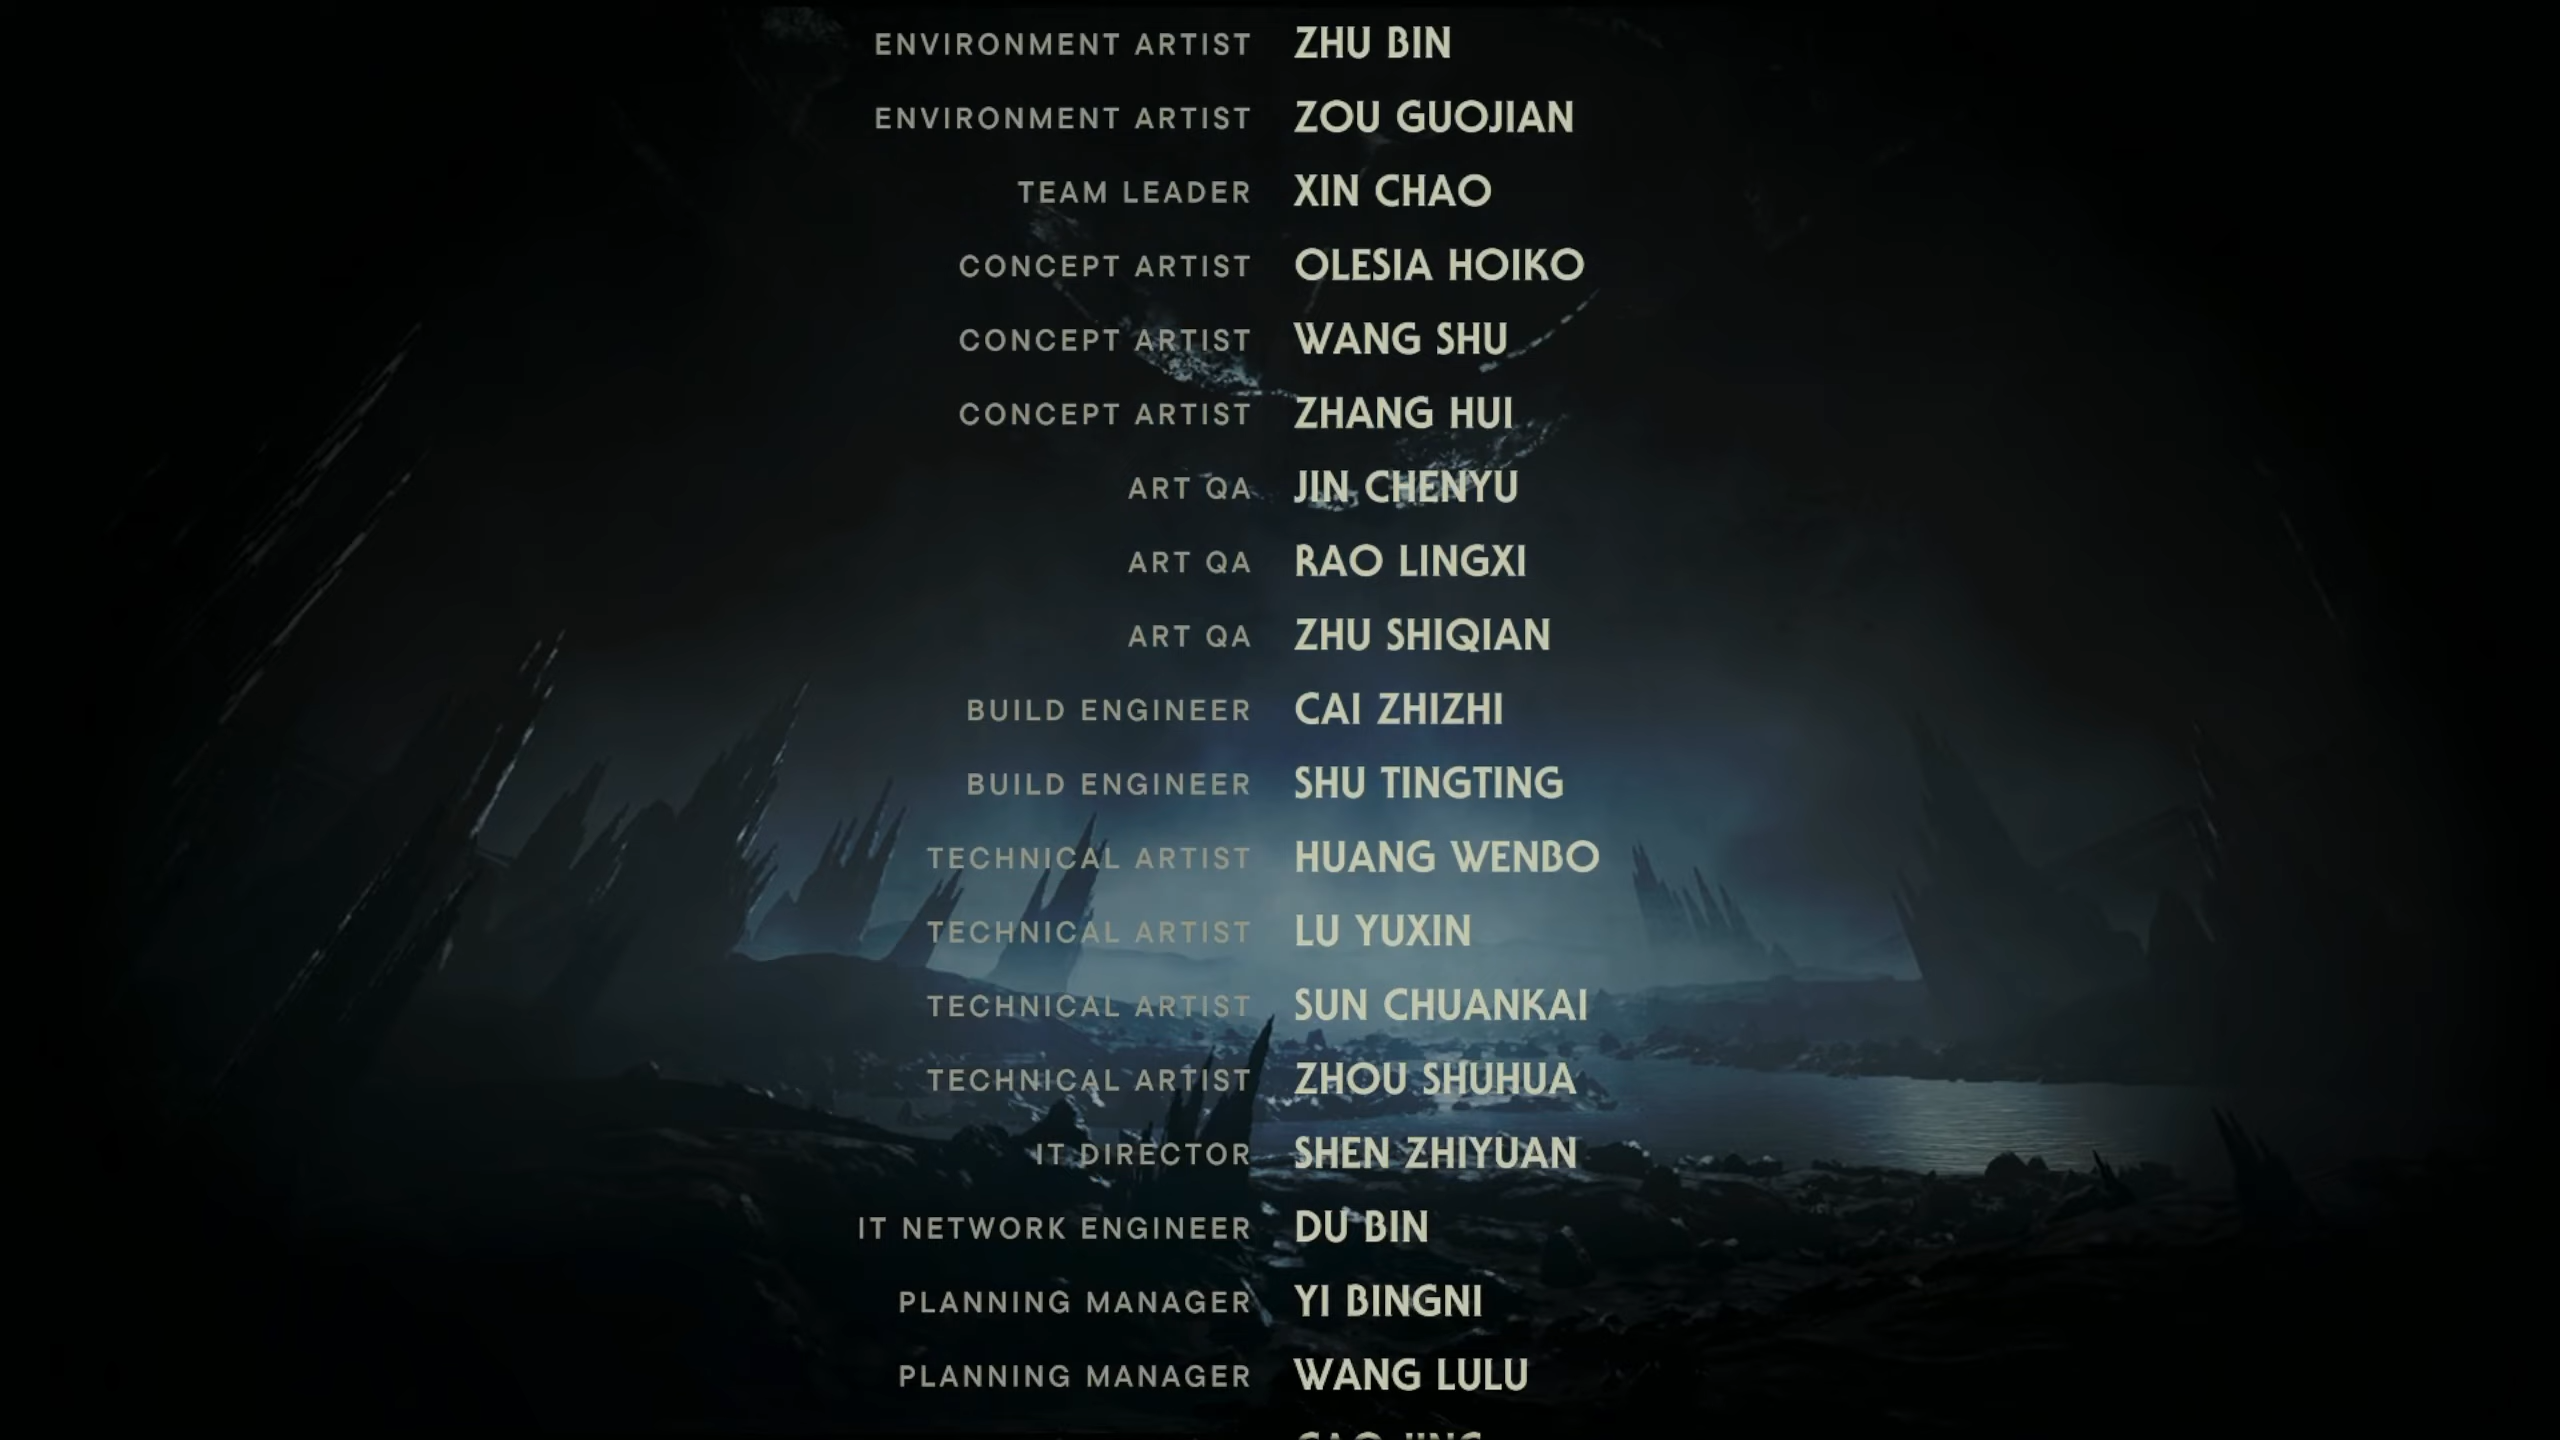 ENVIRONMENT ARTIST ZHU BIN
ENVIRONMENT ARTIST ZOU GUOJIAN
TEAM LEADER XIN CHAO
CONCEPT ARTIST OLESIA HOIKO
CONCEPT ARTIST WANG SHU
CONCEPT ARTIST ZHANG HUI
ART QA JIN CHENYU
ART QA RAO LINGXI
ART QA ZHU SHIQIAN
BUILD ENGINEER CAI ZHIZHI
BUILD ENGINEER SHU TINGTING
TECHNICAL ARTIST HUANG WENBO
TECHNICAL ARTIST LU YUXIN
TECHNICAL ARTIST SUN CHUANKAI
TECHNICAL ARTIST ZHOU SHUHUA
IT DIRECTOR SHEN ZHIYUAN
IT NETWORK ENGINEER DU BIN
PLANNING MANAGER YI BINGNI
PLANNING MANAGER WANG LULU